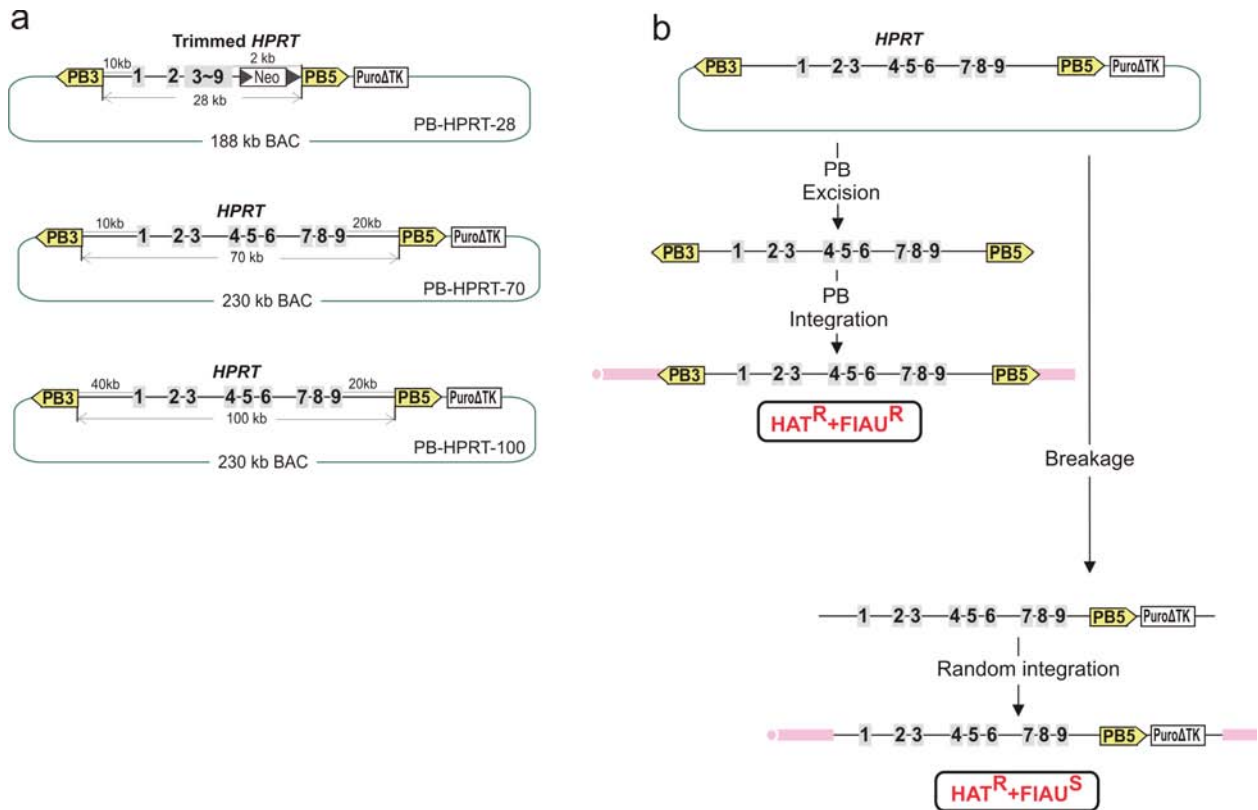 a
Trimmed HPRT
10kb 2 kb
PB3 1 2 3~9 Neo PB5 PuroΔTK
28 kb
PB-HPRT-28
188 kb BAC
HPRT
10kb 20kb
PB3 1 2-3 4-5-6 7-8-9 PB5 PuroΔTK
70 kb
PB-HPRT-70
230 kb BAC
HPRT
40kb 20kb
PB3 1 2-3 4-5-6 7-8-9 PB5 PuroΔTK
100 kb
PB-HPRT-100
230 kb BAC
b
HPRT
PB3 1 2-3 4-5-6 7-8-9 PB5 PuroΔTK
PB
Excision
PB3 1 2-3 4-5-6 7-8-9 PB5
PB
Integration
PB3 1 2-3 4-5-6 7-8-9 PB5
HATR+FIAUR
Breakage
1 2-3 4-5-6 7-8-9 PB5 PuroΔTK
Random integration
1 2-3 4-5-6 7-8-9 PB5 PuroΔTK
HATR+FIAUS